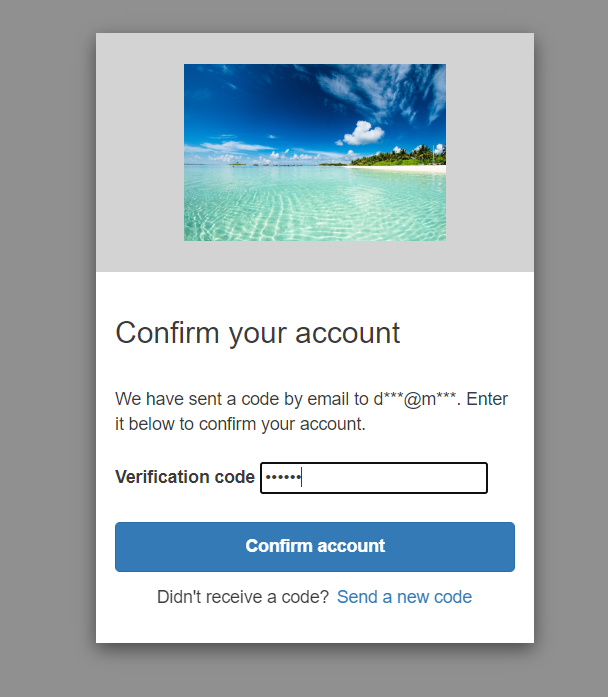 Confirm your account
We have sent a code by email to d***@m***. Enter
it below to confirm your account.
Verification code ••••••
Confirm account
Didn't receive a code? Send a new code